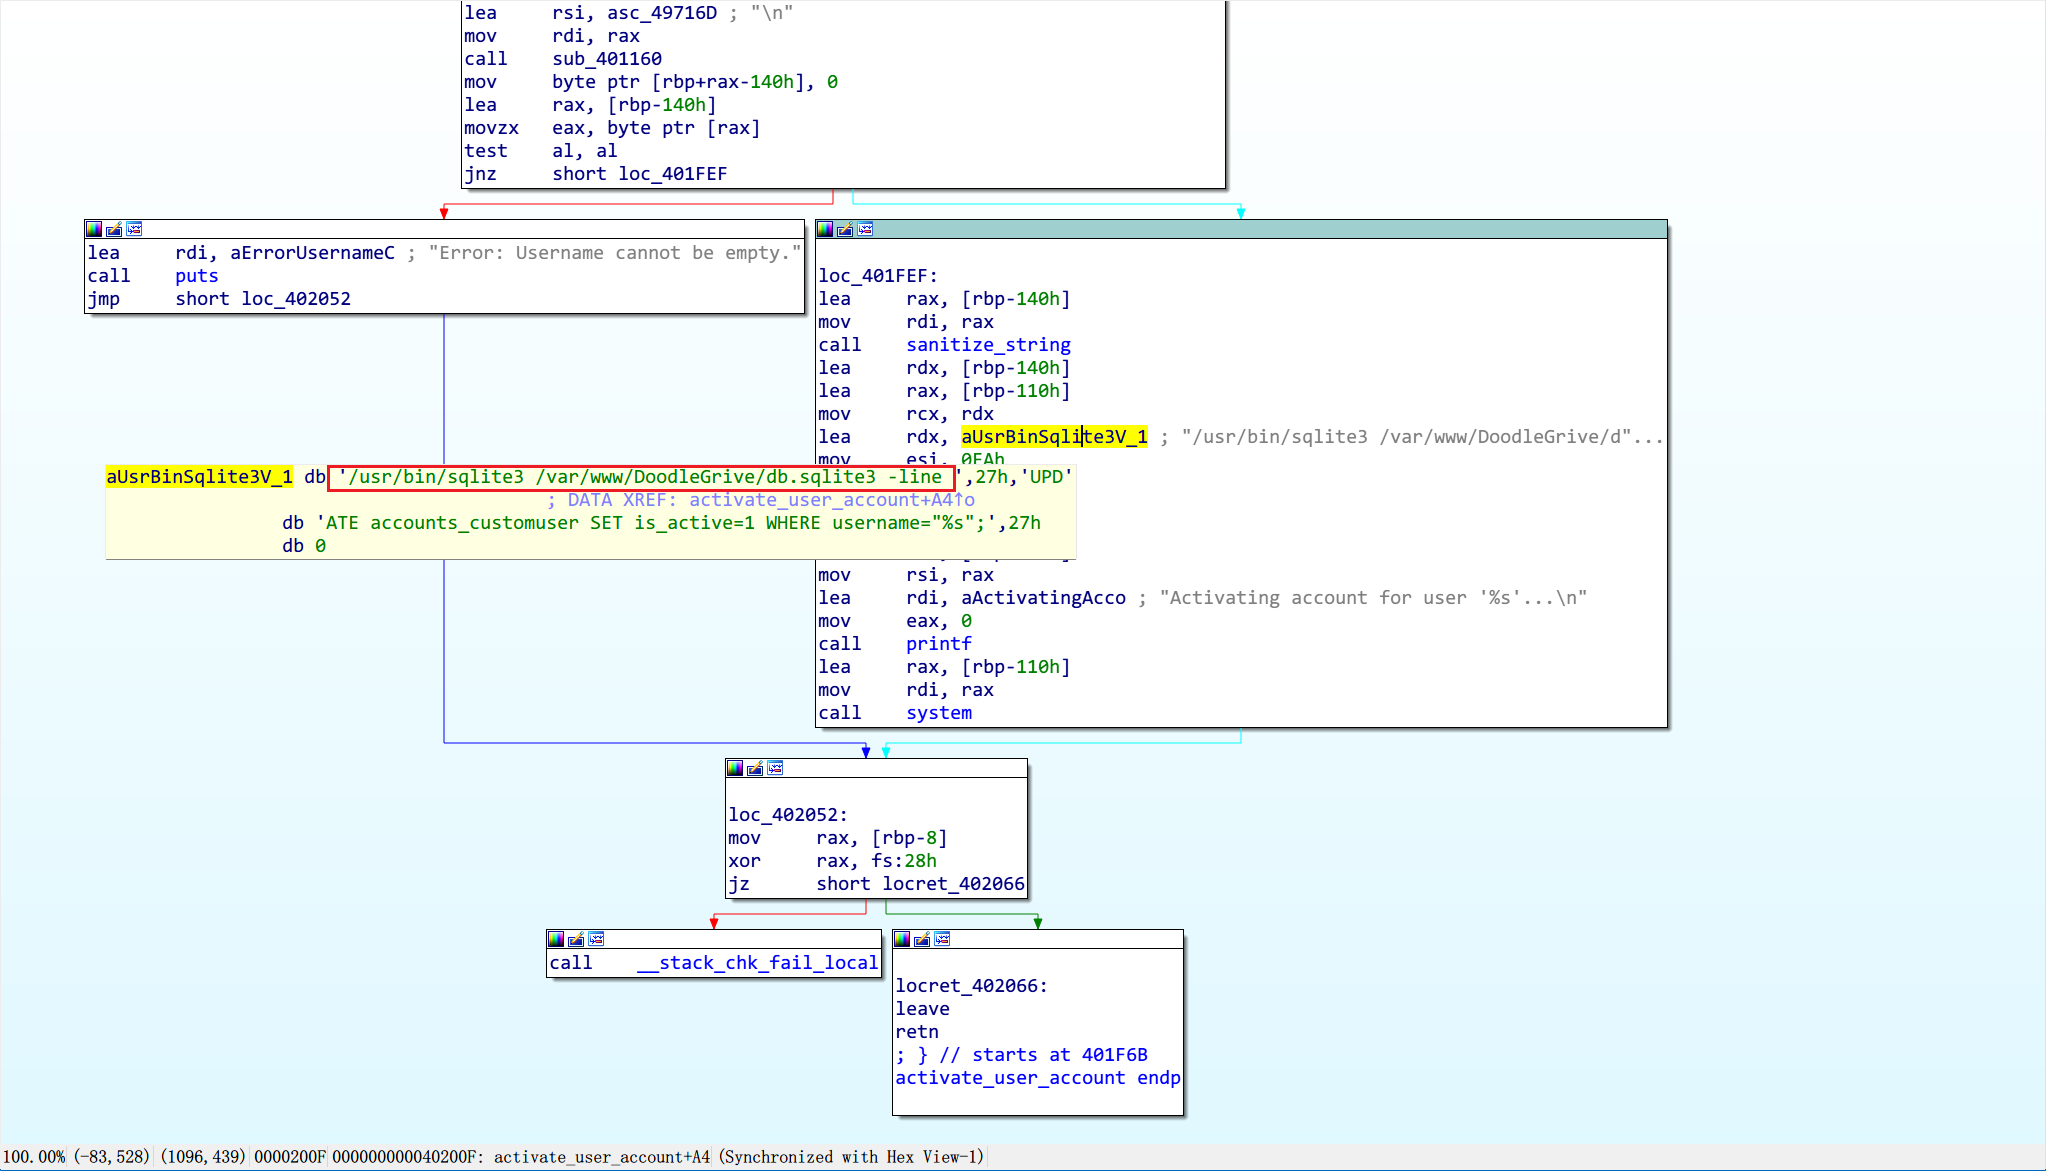 lea rsi, asc_49716D ; "\n"
mov rdi, rax
call sub_401160
mov byte ptr [rbp+rax-140h], 0
lea rax, [rbp-140h]
movzx eax, byte ptr [rax]
test al, al
jnz short loc_401FEF
lea rdi, aErrorUsernameC ; "Error: Username cannot be empty."
call puts
jmp short loc_402052
loc_401FEF:
lea rax, [rbp-140h]
mov rdi, rax
call sanitize_string
lea rdx, [rbp-140h]
lea rax, [rbp-110h]
mov rcx, rdx
lea rdx, aUsrBinSqlite3V_1 ; "/usr/bin/sqlite3 /var/www/DoodleGrive/d"...
mov esi, 0FAh
aUsrBinSqlite3V_1 db '/usr/bin/sqlite3 /var/www/DoodleGrive/db.sqlite3 -line ',27h,'UPD'
; DATA XREF: activate_user_account+A4↑o
db 'ATE accounts_customuser SET is_active=1 WHERE username="%s";',27h
db 0
mov rsi, rax
lea rdi, aActivatingAcco ; "Activating account for user '%s'...\n"
mov eax, 0
call printf
lea rax, [rbp-110h]
mov rdi, rax
call system
loc_402052:
mov rax, [rbp-8]
xor rax, fs:28h
jz short locret_402066
call __stack_chk_fail_local
locret_402066:
leave
retn
; } // starts at 401F6B
activate_user_account endp
100.00% (-83,528) (1096,439) 0000200F 000000000040200F: activate_user_account+A4 (Synchronized with Hex View-1)